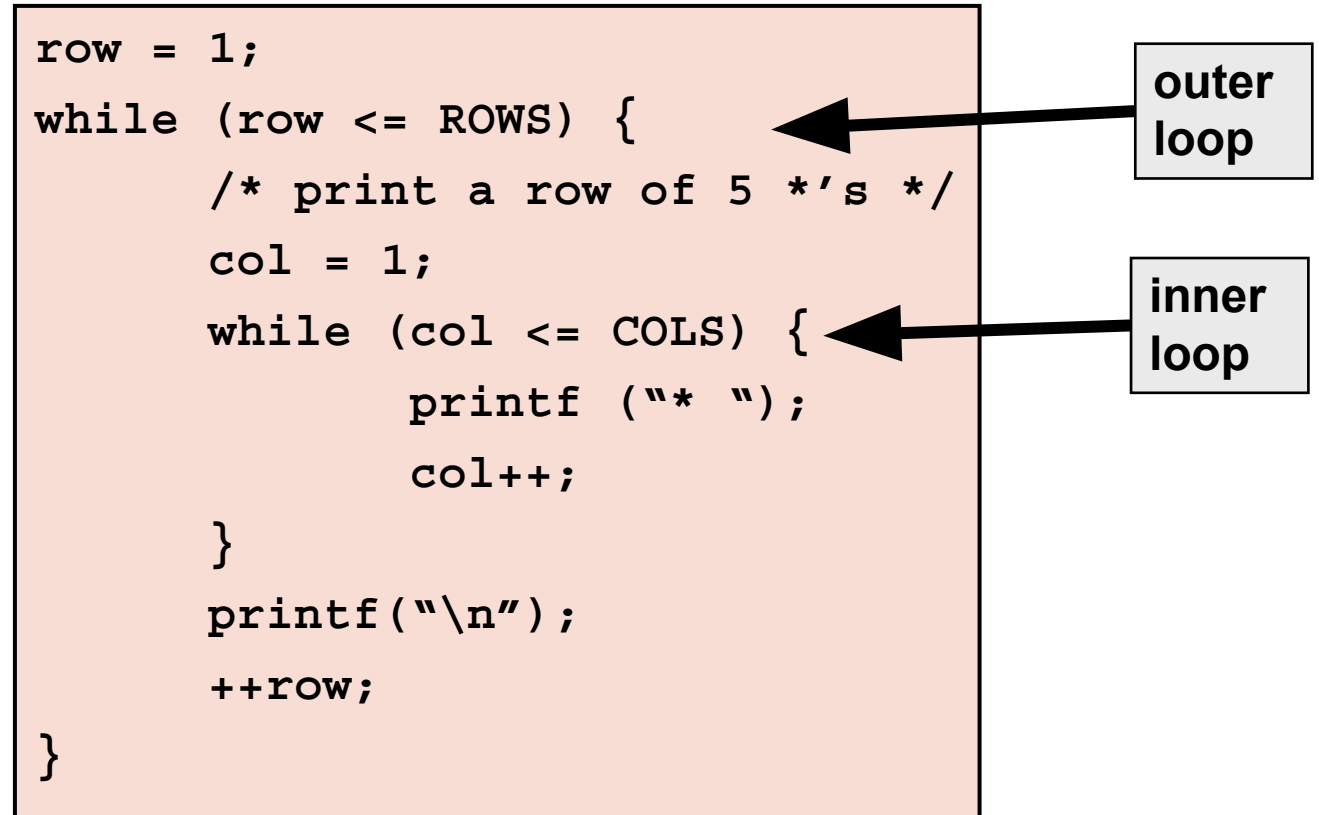 row = 1;
while (row <= ROWS) {
/* print a row of 5 *’s */
col = 1;
while (col <= COLS) {
printf (“* “);
col++;
}
printf(“\n”);
++row;
}
outer
loop
inner
loop